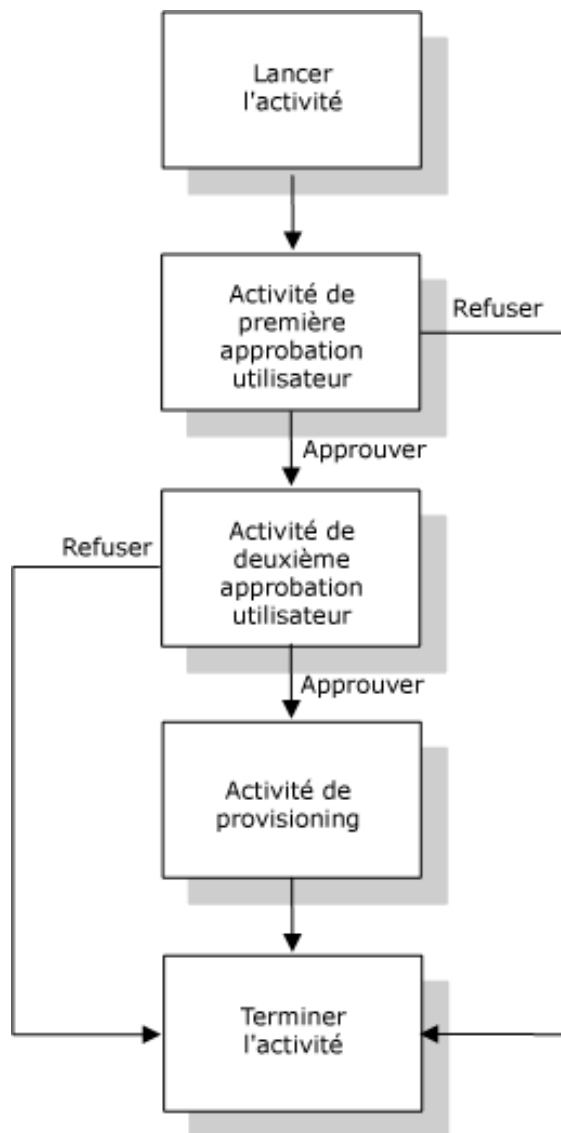 Lancer
l'activité
Activité de
première
approbation
utilisateur
Refuser
Approuver
Activité de
deuxième
approbation
utilisateur
Refuser
Approuver
Activité de
provisioning
Terminer
l'activité